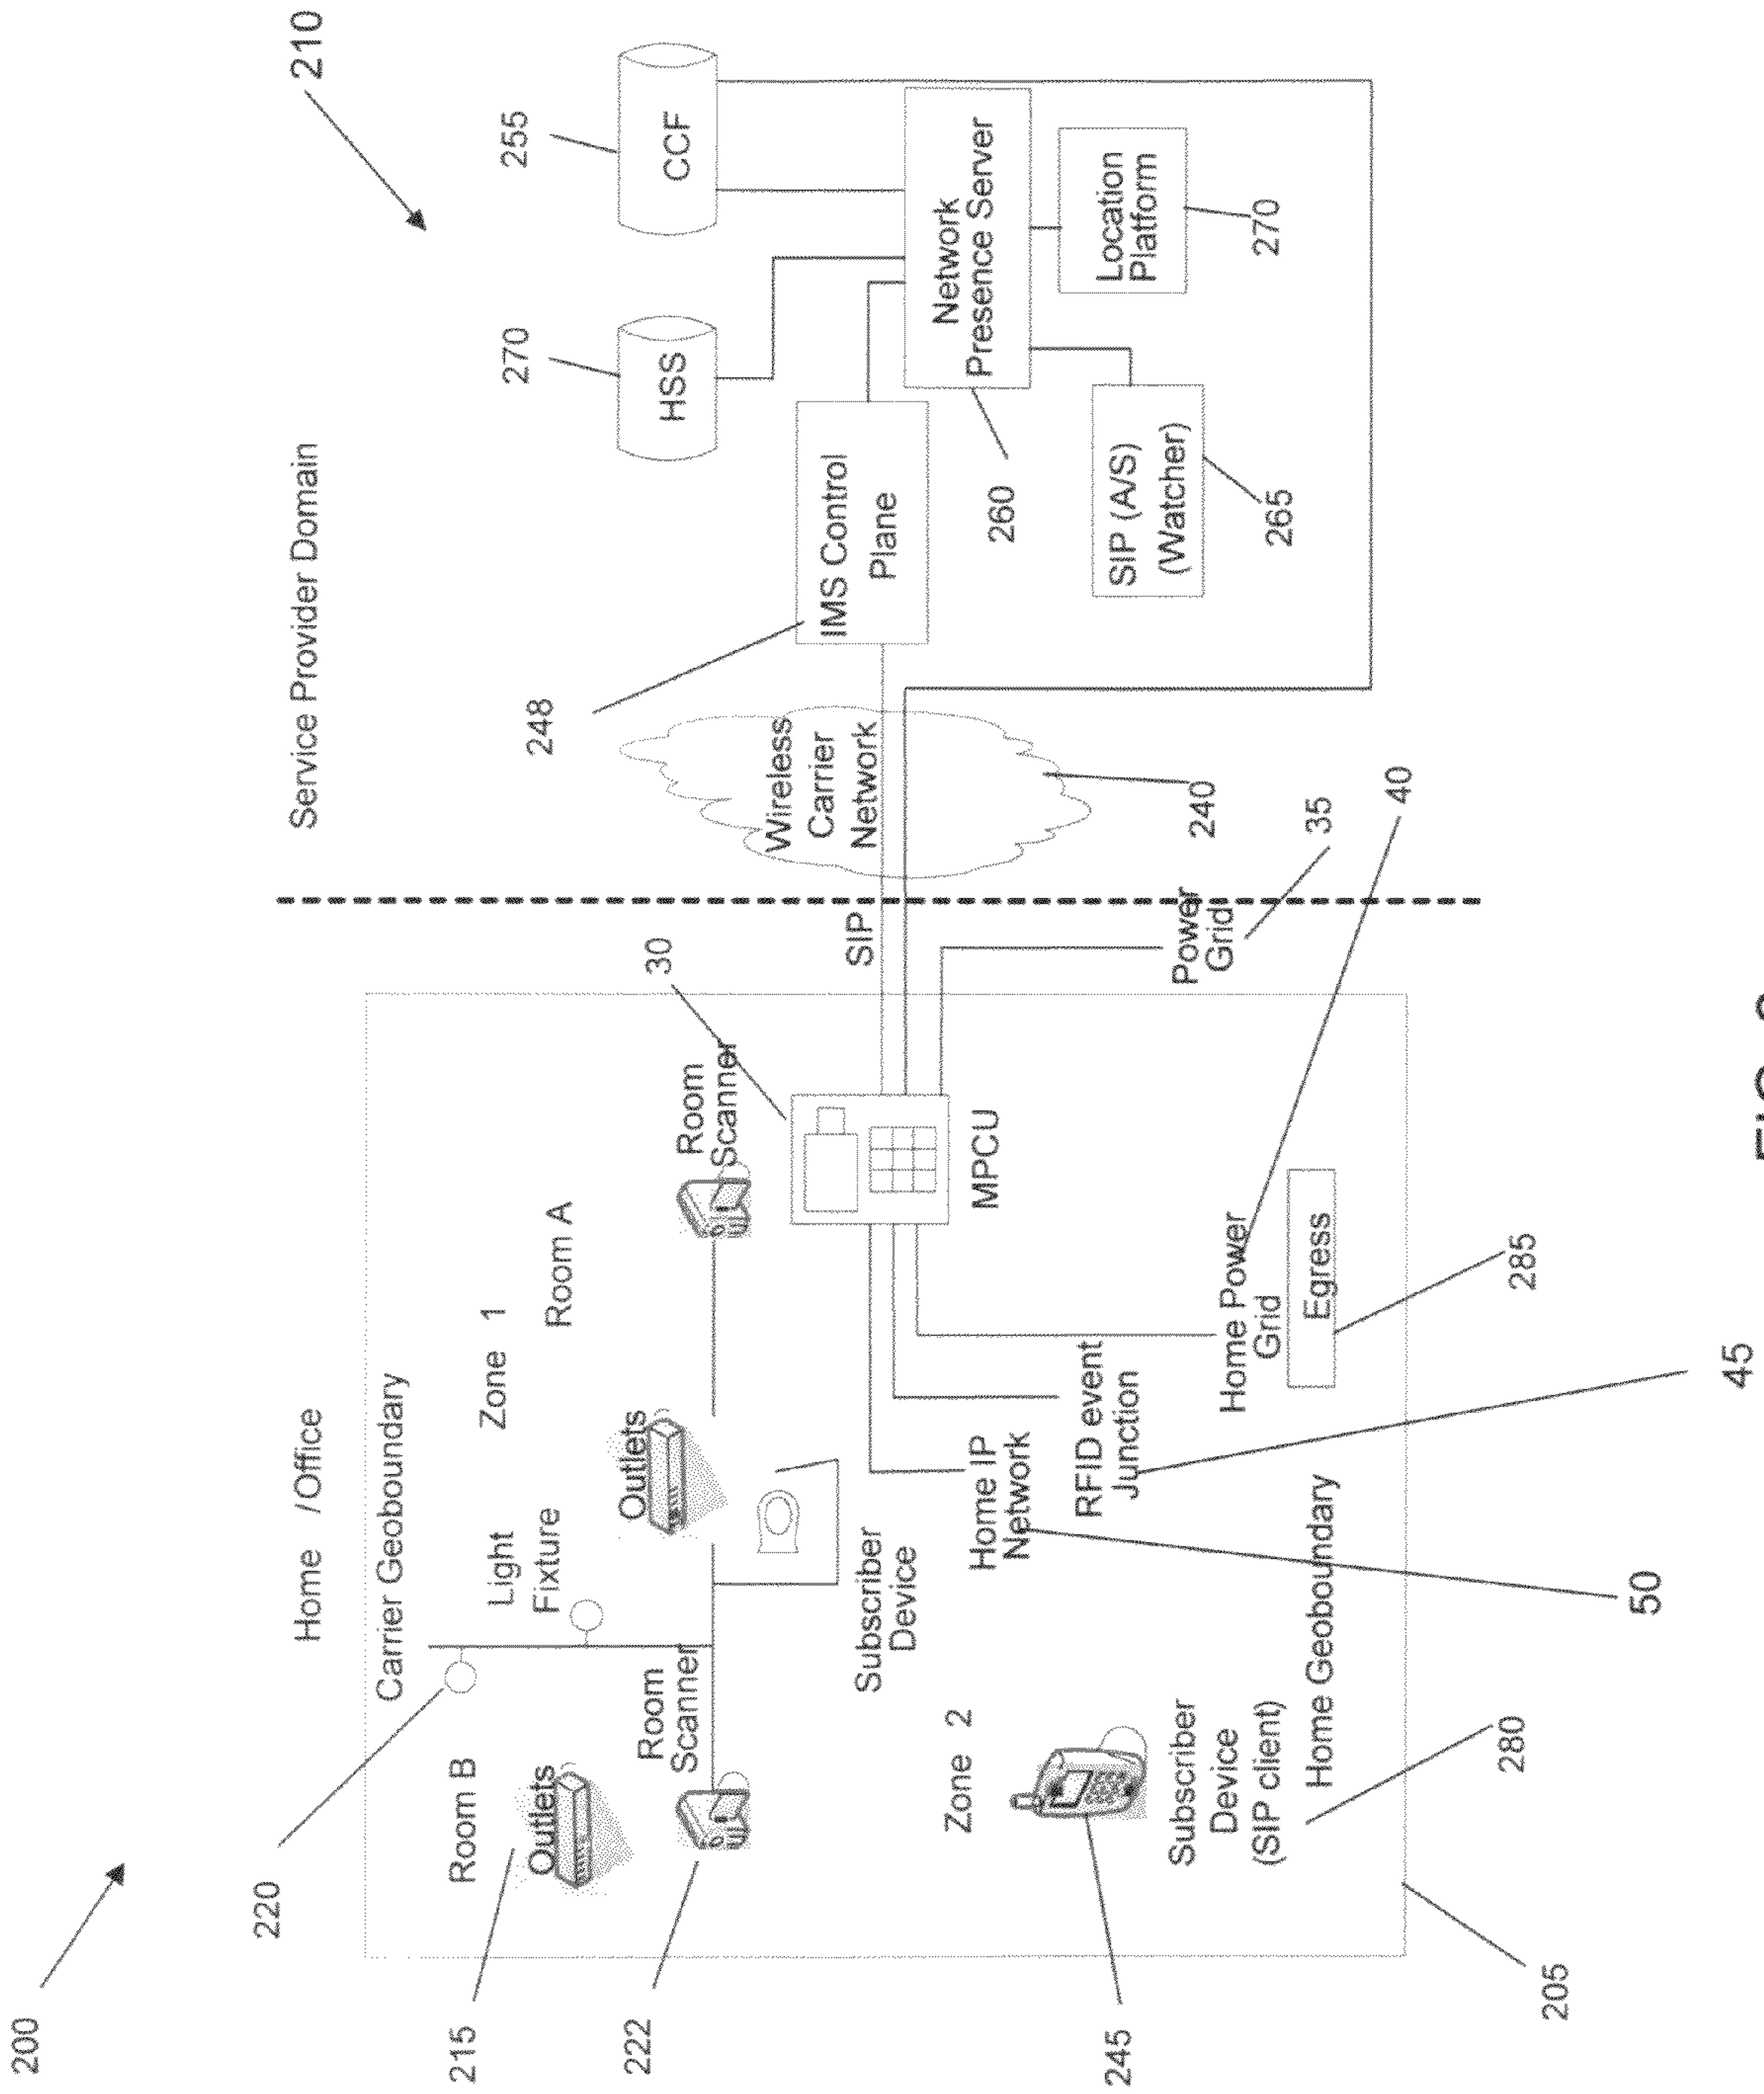 200
210
Home /Office
Service Provider Domain
Carrier Geoboundary
220
Room B
Light
Fixture
Zone 1
Room A
215
Outlets
Outlets
222
Room
Scanner
Room
Scanner
30
Subscriber
Device
MPCU
SIP
Wireless
Carrier
Network
240
248
IMS Control
Plane
270
HSS
255
CCF
Network
Presence Server
260
Location
Platform
270
SIP (A/S)
(Watcher)
265
Zone 2
245
Subscriber
Device
(SIP client)
280
Home IP
Network
50
RFID event
Junction
45
Home Power
Grid
40
Power
Grid
35
Egress
285
Home Geoboundary
205